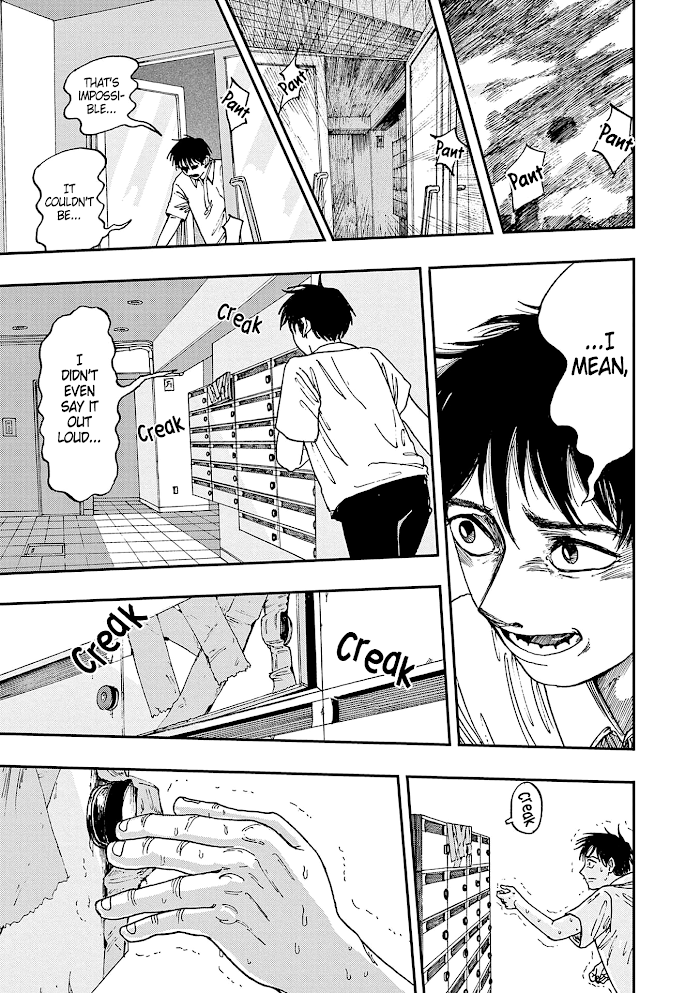 Pant
Pant
Pant
Pant
Pant
THAT'S
IMPOSSI-
BLE...
IT
COULDN'T
BE...
...I
MEAN,
Creak
I
DIDN'T
EVEN
SAY IT
OUT
LOUD...
Creak
Creak
Creak
Creak